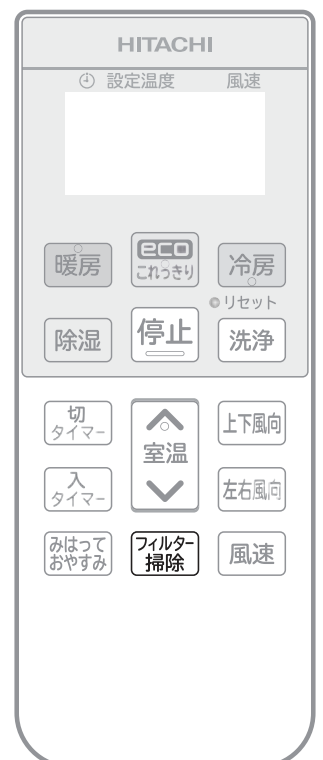 HITACHI
設定温度 風速
暖房
eco
これっきり
冷房
リセット
除湿
停止
洗浄
切
タイマー
室温
上下風向
入
タイマー
左右風向
みはって
おやすみ
フィルター
掃除
風速